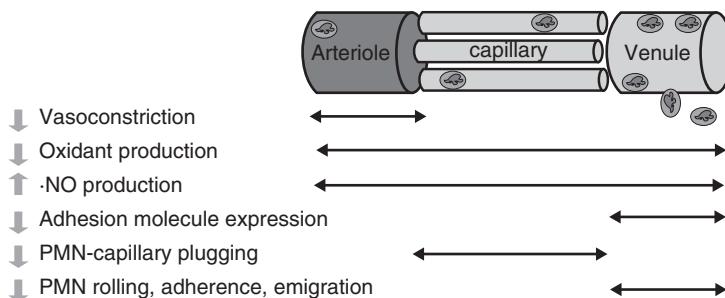 Arteriole capillary Venule
Vasoconstriction
Oxidant production
·NO production
Adhesion molecule expression
PMN-capillary plugging
PMN rolling, adherence, emigration